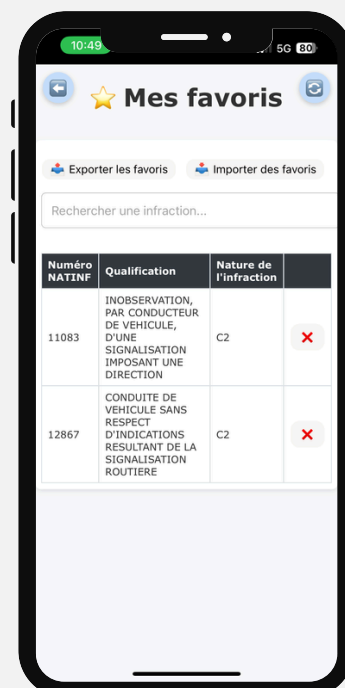 10:49
5G 80
Mes favoris
Exporter les favoris
Importer des favoris
Rechercher une infraction...
Numéro NATINF
Qualification
Nature de l'infraction
11083
INOBSERVATION,
PAR CONDUCTEUR
DE VEHICULE,
D'UNE
SIGNALISATION
IMPOSANT UNE
DIRECTION
C2
12867
CONDUITE DE
VEHICULE SANS
RESPECT
D'INDICATIONS
RESULTANT DE LA
SIGNALISATION
ROUTIERE
C2